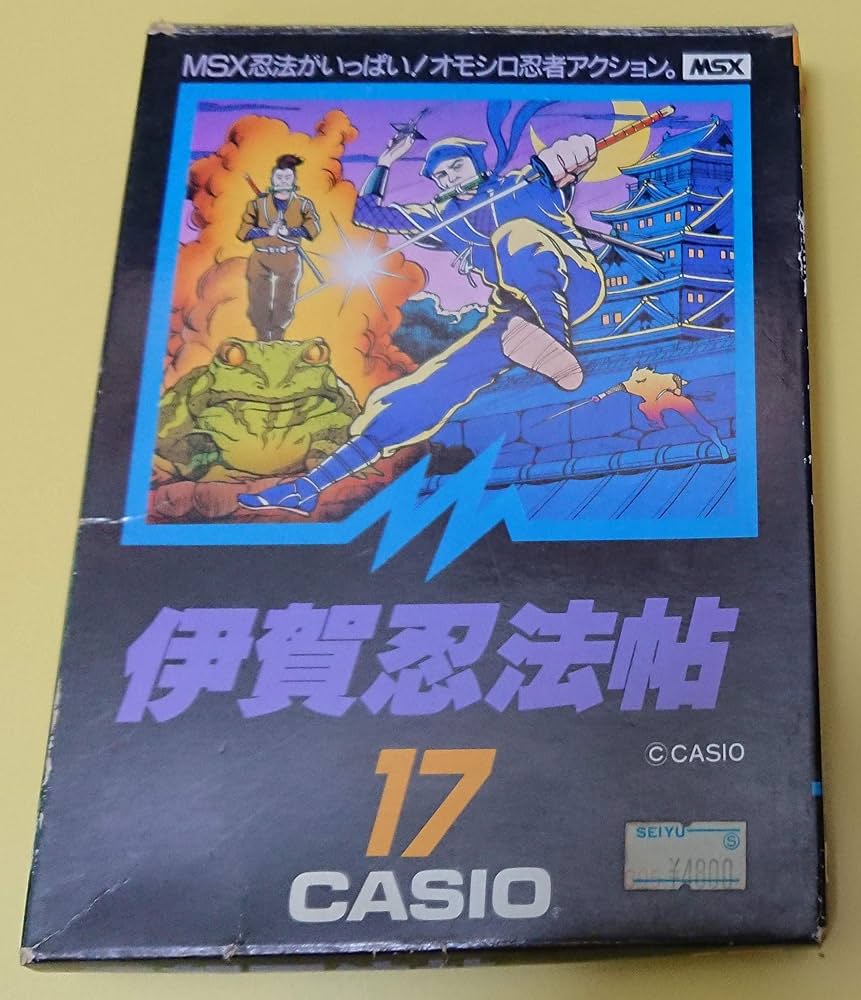 MSX忍法がいっぱい!オモシロ忍者アクション。 MSX
伊賀忍法帖
17
©CASIO
CASIO
SEIYU Ⓢ
¥4800